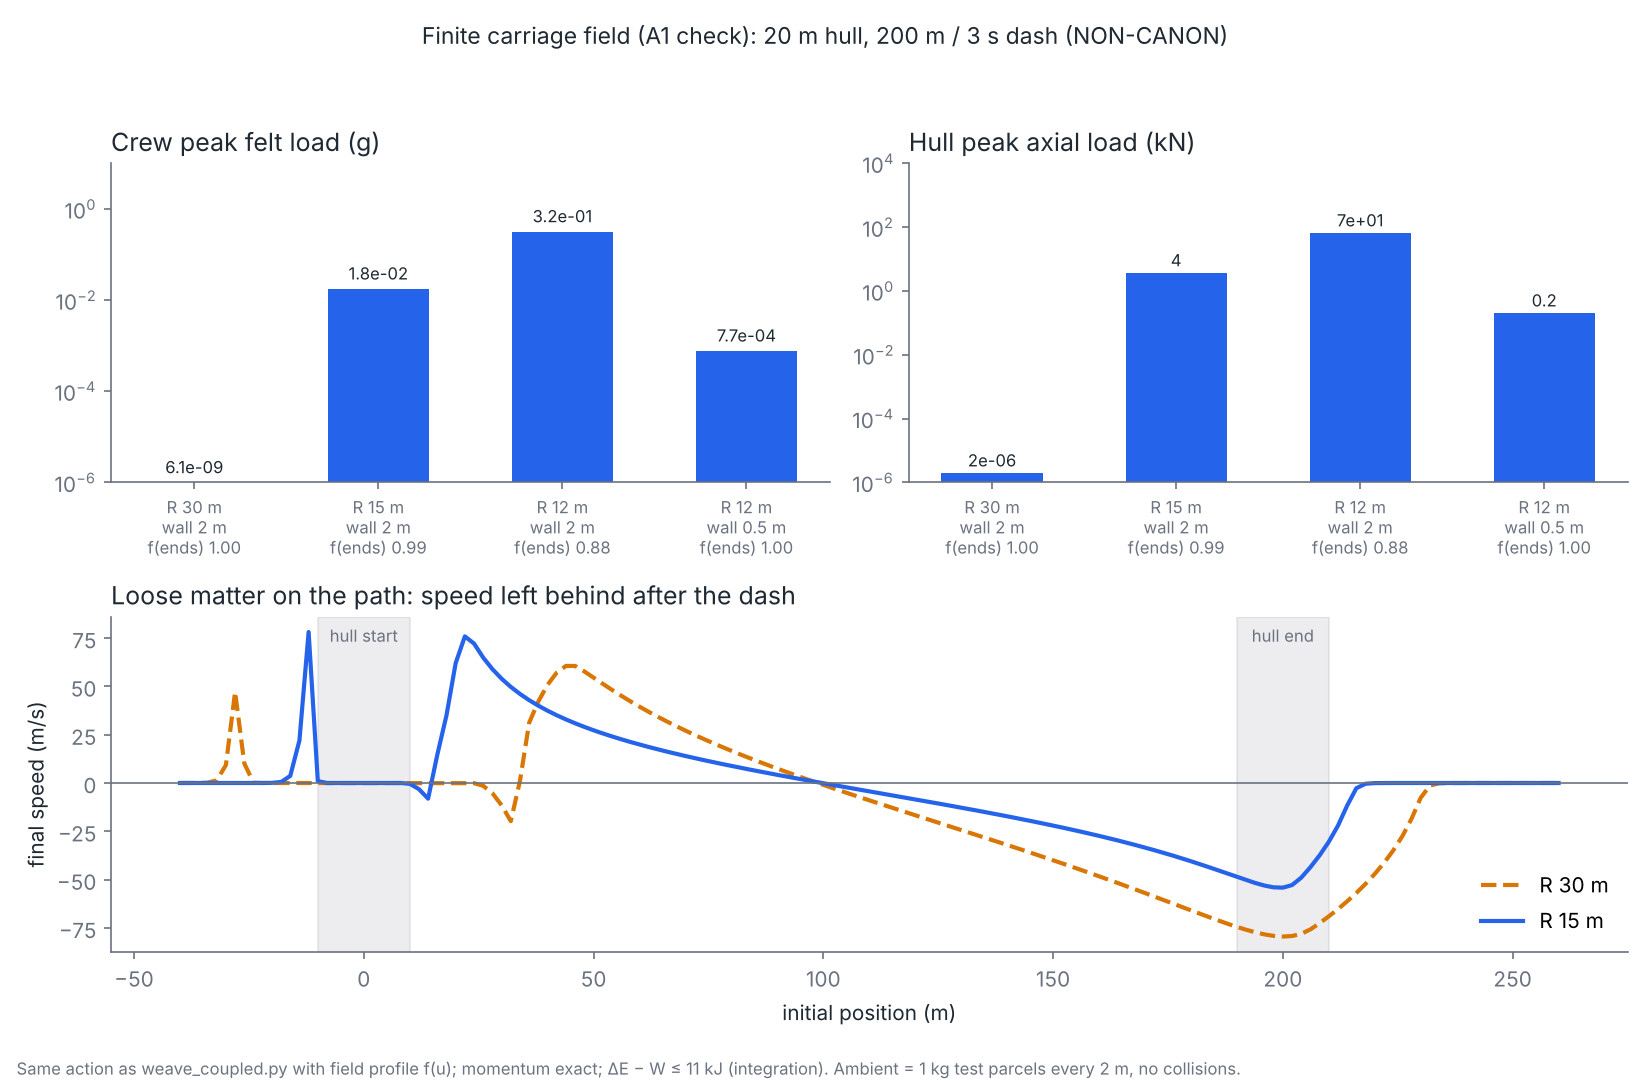 Finite carriage field (A1 check): 20 m hull, 200 m / 3 s dash (NON-CANON)
Crew peak felt load (g)
10⁰
10⁻²
10⁻⁴
10⁻⁶
6.1e-09
1.8e-02
3.2e-01
7.7e-04
R 30 m
wall 2 m
f(ends) 1.00
R 15 m
wall 2 m
f(ends) 0.99
R 12 m
wall 2 m
f(ends) 0.88
R 12 m
wall 0.5 m
f(ends) 1.00
Hull peak axial load (kN)
10⁴
10²
10⁰
10⁻²
10⁻⁴
10⁻⁶
2e-06
4
7e+01
0.2
R 30 m
wall 2 m
f(ends) 1.00
R 15 m
wall 2 m
f(ends) 0.99
R 12 m
wall 2 m
f(ends) 0.88
R 12 m
wall 0.5 m
f(ends) 1.00
Loose matter on the path: speed left behind after the dash
final speed (m/s)
75
50
25
0
−25
−50
−75
hull start
hull end
R 30 m
R 15 m
−50
0
50
100
150
200
250
initial position (m)
Same action as weave_coupled.py with field profile f(u); momentum exact; ΔE − W ≤ 11 kJ (integration). Ambient = 1 kg test parcels every 2 m, no collisions.